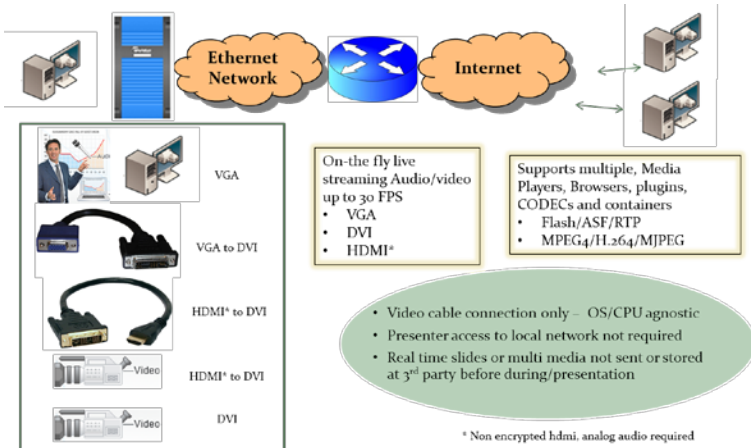 Ethernet
Network
Internet
VGA
VGA to DVI
HDMI* to DVI
Video
HDMI* to DVI
Video
DVI
On-the fly live
streaming Audio/video
up to 30 FPS
• VGA
• DVI
• HDMI*
Supports multiple, Media
Players, Browsers, plugins,
CODECs and containers
• Flash/ASF/RTP
• MPEG4/H.264/MJPEG
• Video cable connection only – OS/CPU agnostic
• Presenter access to local network not required
• Real time slides or multi media not sent or stored
at 3rd party before during/presentation
* Non encrypted hdmi, analog audio required